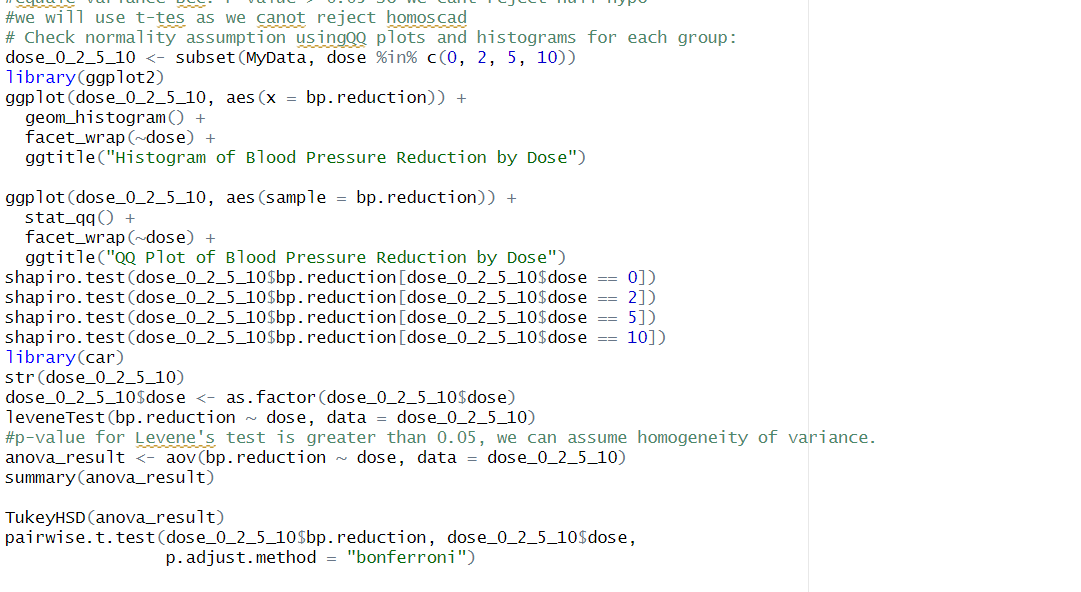 #equale variance bec. P-value > 0.05 so we cant reject null hypo
#we will use t-tes as we canot reject homoscad
# Check normality assumption usingQQ plots and histograms for each group:
dose_0_2_5_10 <- subset(MyData, dose %in% c(0, 2, 5, 10))
library(ggplot2)
ggplot(dose_0_2_5_10, aes(x = bp.reduction)) +
  geom_histogram() +
  facet_wrap(~dose) +
  ggtitle("Histogram of Blood Pressure Reduction by Dose")

ggplot(dose_0_2_5_10, aes(sample = bp.reduction)) +
  stat_qq() +
  facet_wrap(~dose) +
  ggtitle("QQ Plot of Blood Pressure Reduction by Dose")
shapiro.test(dose_0_2_5_10$bp.reduction[dose_0_2_5_10$dose == 0])
shapiro.test(dose_0_2_5_10$bp.reduction[dose_0_2_5_10$dose == 2])
shapiro.test(dose_0_2_5_10$bp.reduction[dose_0_2_5_10$dose == 5])
shapiro.test(dose_0_2_5_10$bp.reduction[dose_0_2_5_10$dose == 10])
library(car)
str(dose_0_2_5_10)
dose_0_2_5_10$dose <- as.factor(dose_0_2_5_10$dose)
leveneTest(bp.reduction ~ dose, data = dose_0_2_5_10)
#p-value for Levene's test is greater than 0.05, we can assume homogeneity of variance.
anova_result <- aov(bp.reduction ~ dose, data = dose_0_2_5_10)
summary(anova_result)

TukeyHSD(anova_result)
pairwise.t.test(dose_0_2_5_10$bp.reduction, dose_0_2_5_10$dose,
                p.adjust.method = "bonferroni")